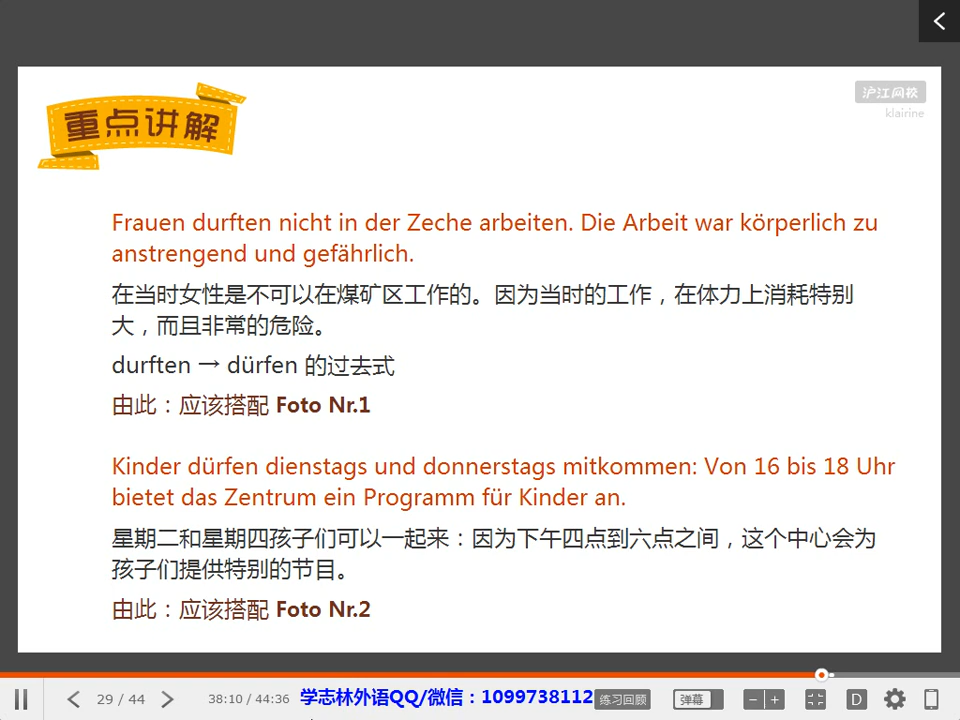 重点讲解
沪江网校
klairine
Frauen durften nicht in der Zeche arbeiten. Die Arbeit war körperlich zu
anstrengend und gefährlich.
在当时女性是不可以在煤矿区工作的。因为当时的工作，在体力上消耗特别
大，而且非常的危险。
durften → dürfen 的过去式
由此：应该搭配 Foto Nr.1
Kinder dürfen dienstags und donnerstags mitkommen: Von 16 bis 18 Uhr
bietet das Zentrum ein Programm für Kinder an.
星期二和星期四孩子们可以一起来：因为下午四点到六点之间，这个中心会为
孩子们提供特别的节目。
由此：应该搭配 Foto Nr.2
29 / 44 38:10 / 44:36 学志林外语QQ/微信：1099738112 练习回顾 弹幕 D